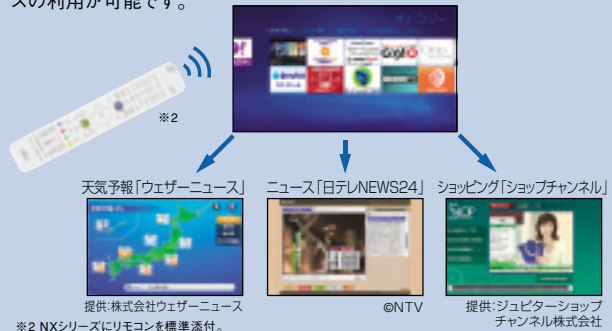 スの利用が可能です。
ギャラリー
※2
天気予報「ウェザーニュース」
ニュース「日テレNEWS24」
ショッピング「ショップチャンネル」
提供:株式会社ウェザーニュース
©NTV
提供:ジュピターショップ
チャンネル株式会社
※2 NXシリーズにリモコンを標準添付。